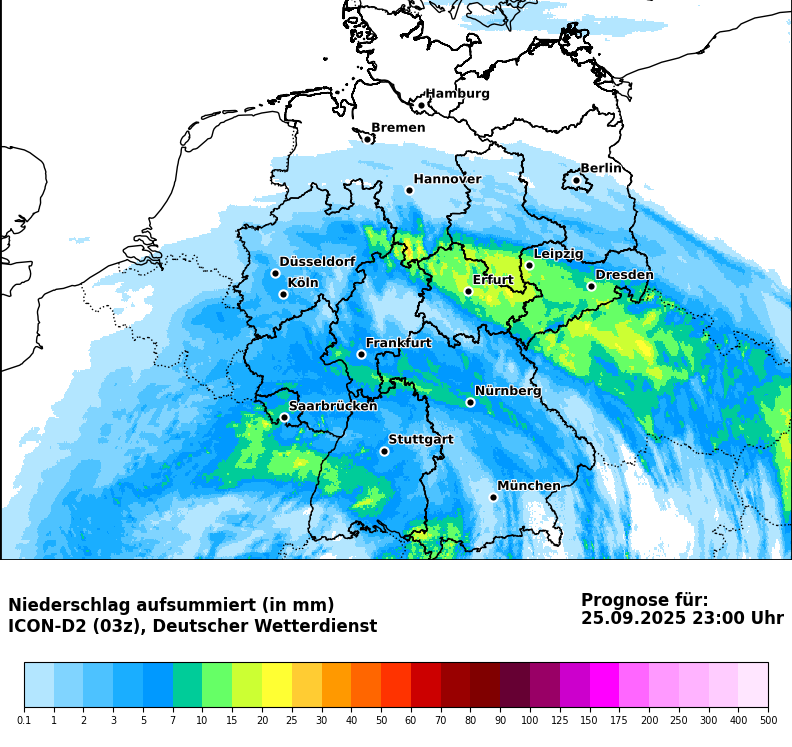 Hamburg
Bremen
Berlin
Hannover
Leipzig
Düsseldorf
Dresden
Köln
Erfurt
Frankfurt
Nürnberg
Saarbrücken
Stuttgart
München
Niederschlag aufsummiert (in mm)
ICON-D2 (03z), Deutscher Wetterdienst
Prognose für:
25.09.2025 23:00 Uhr
0.1 1 2 3 5 7 10 15 20 25 30 40 50 60 70 80 90 100 125 150 175 200 250 300 400 500